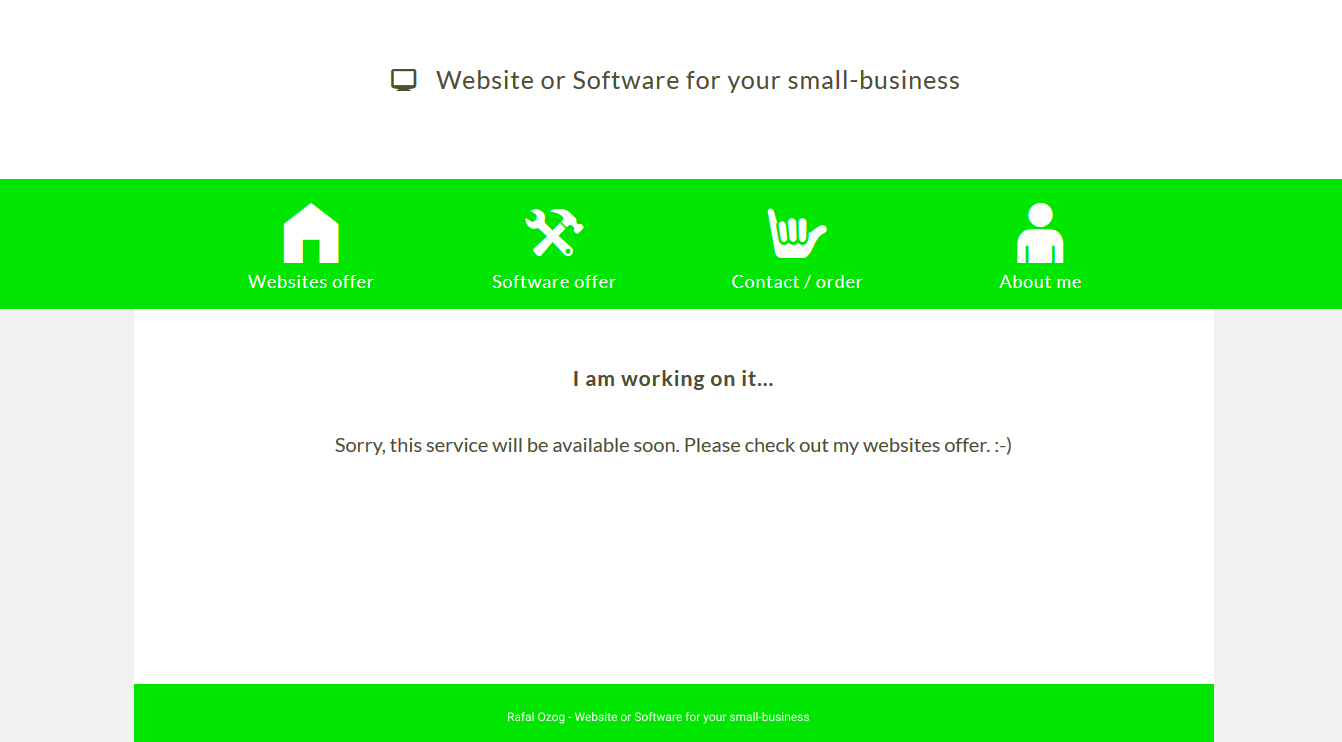 Website or Software for your small-business
Websites offer
Software offer
Contact / order
About me
I am working on it...
Sorry, this service will be available soon. Please check out my websites offer. :-)
Rafal Ozog - Website or Software for your small-business